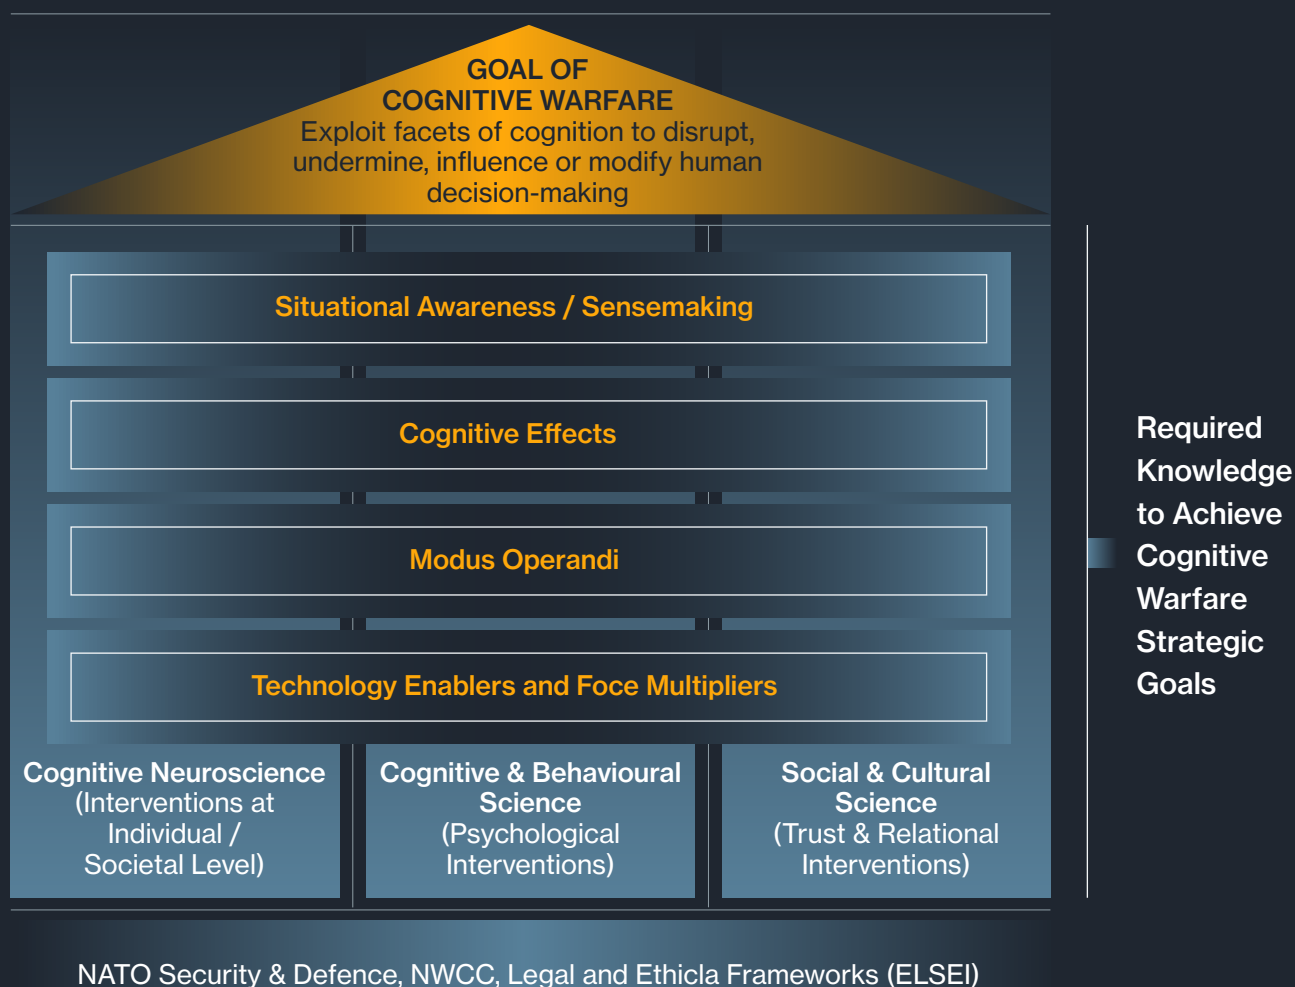 GOAL OF
COGNITIVE WARFARE
Exploit facets of cognition to disrupt,
undermine, influence or modify human
decision-making
Situational Awareness / Sensemaking
Cognitive Effects
Modus Operandi
Technology Enablers and Foce Multipliers
Cognitive Neuroscience
(Interventions at
Individual /
Societal Level)
Cognitive & Behavioural
Science
(Psychological
Interventions)
Social & Cultural
Science
(Trust & Relational
Interventions)
Required
Knowledge
to Achieve
Cognitive
Warfare
Strategic
Goals
NATO Security & Defence, NWCC, Legal and Ethicla Frameworks (ELSEI)